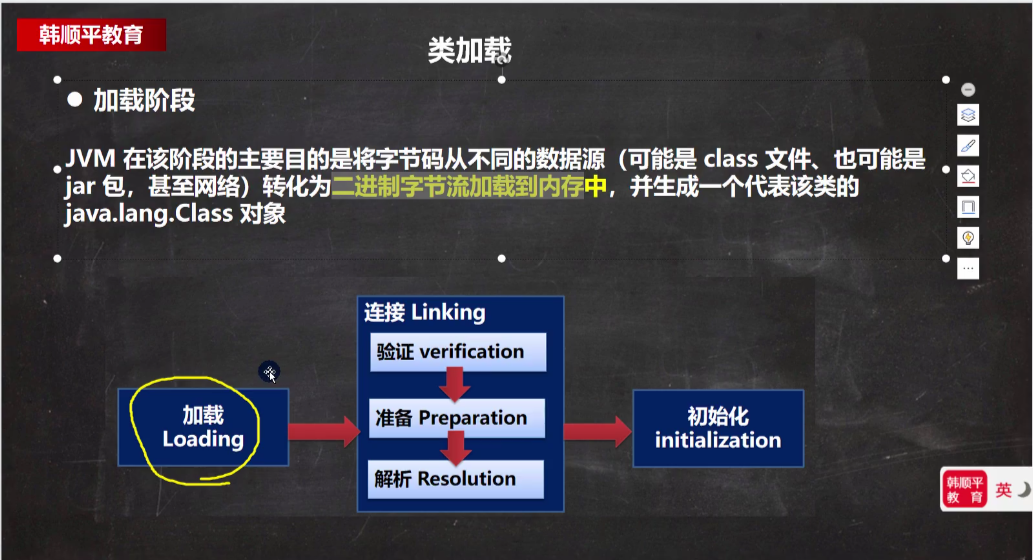 韩顺平教育
类加载
● 加载阶段
JVM 在该阶段的主要目的是将字节码从不同的数据源（可能是 class 文件、也可能是
jar 包，甚至网络）转化为二进制字节流加载到内存中，并生成一个代表该类的
java.lang.Class 对象
连接 Linking
验证 verification
准备 Preparation
解析 Resolution
加载
Loading
初始化
initialization
韩顺平
教 育
英